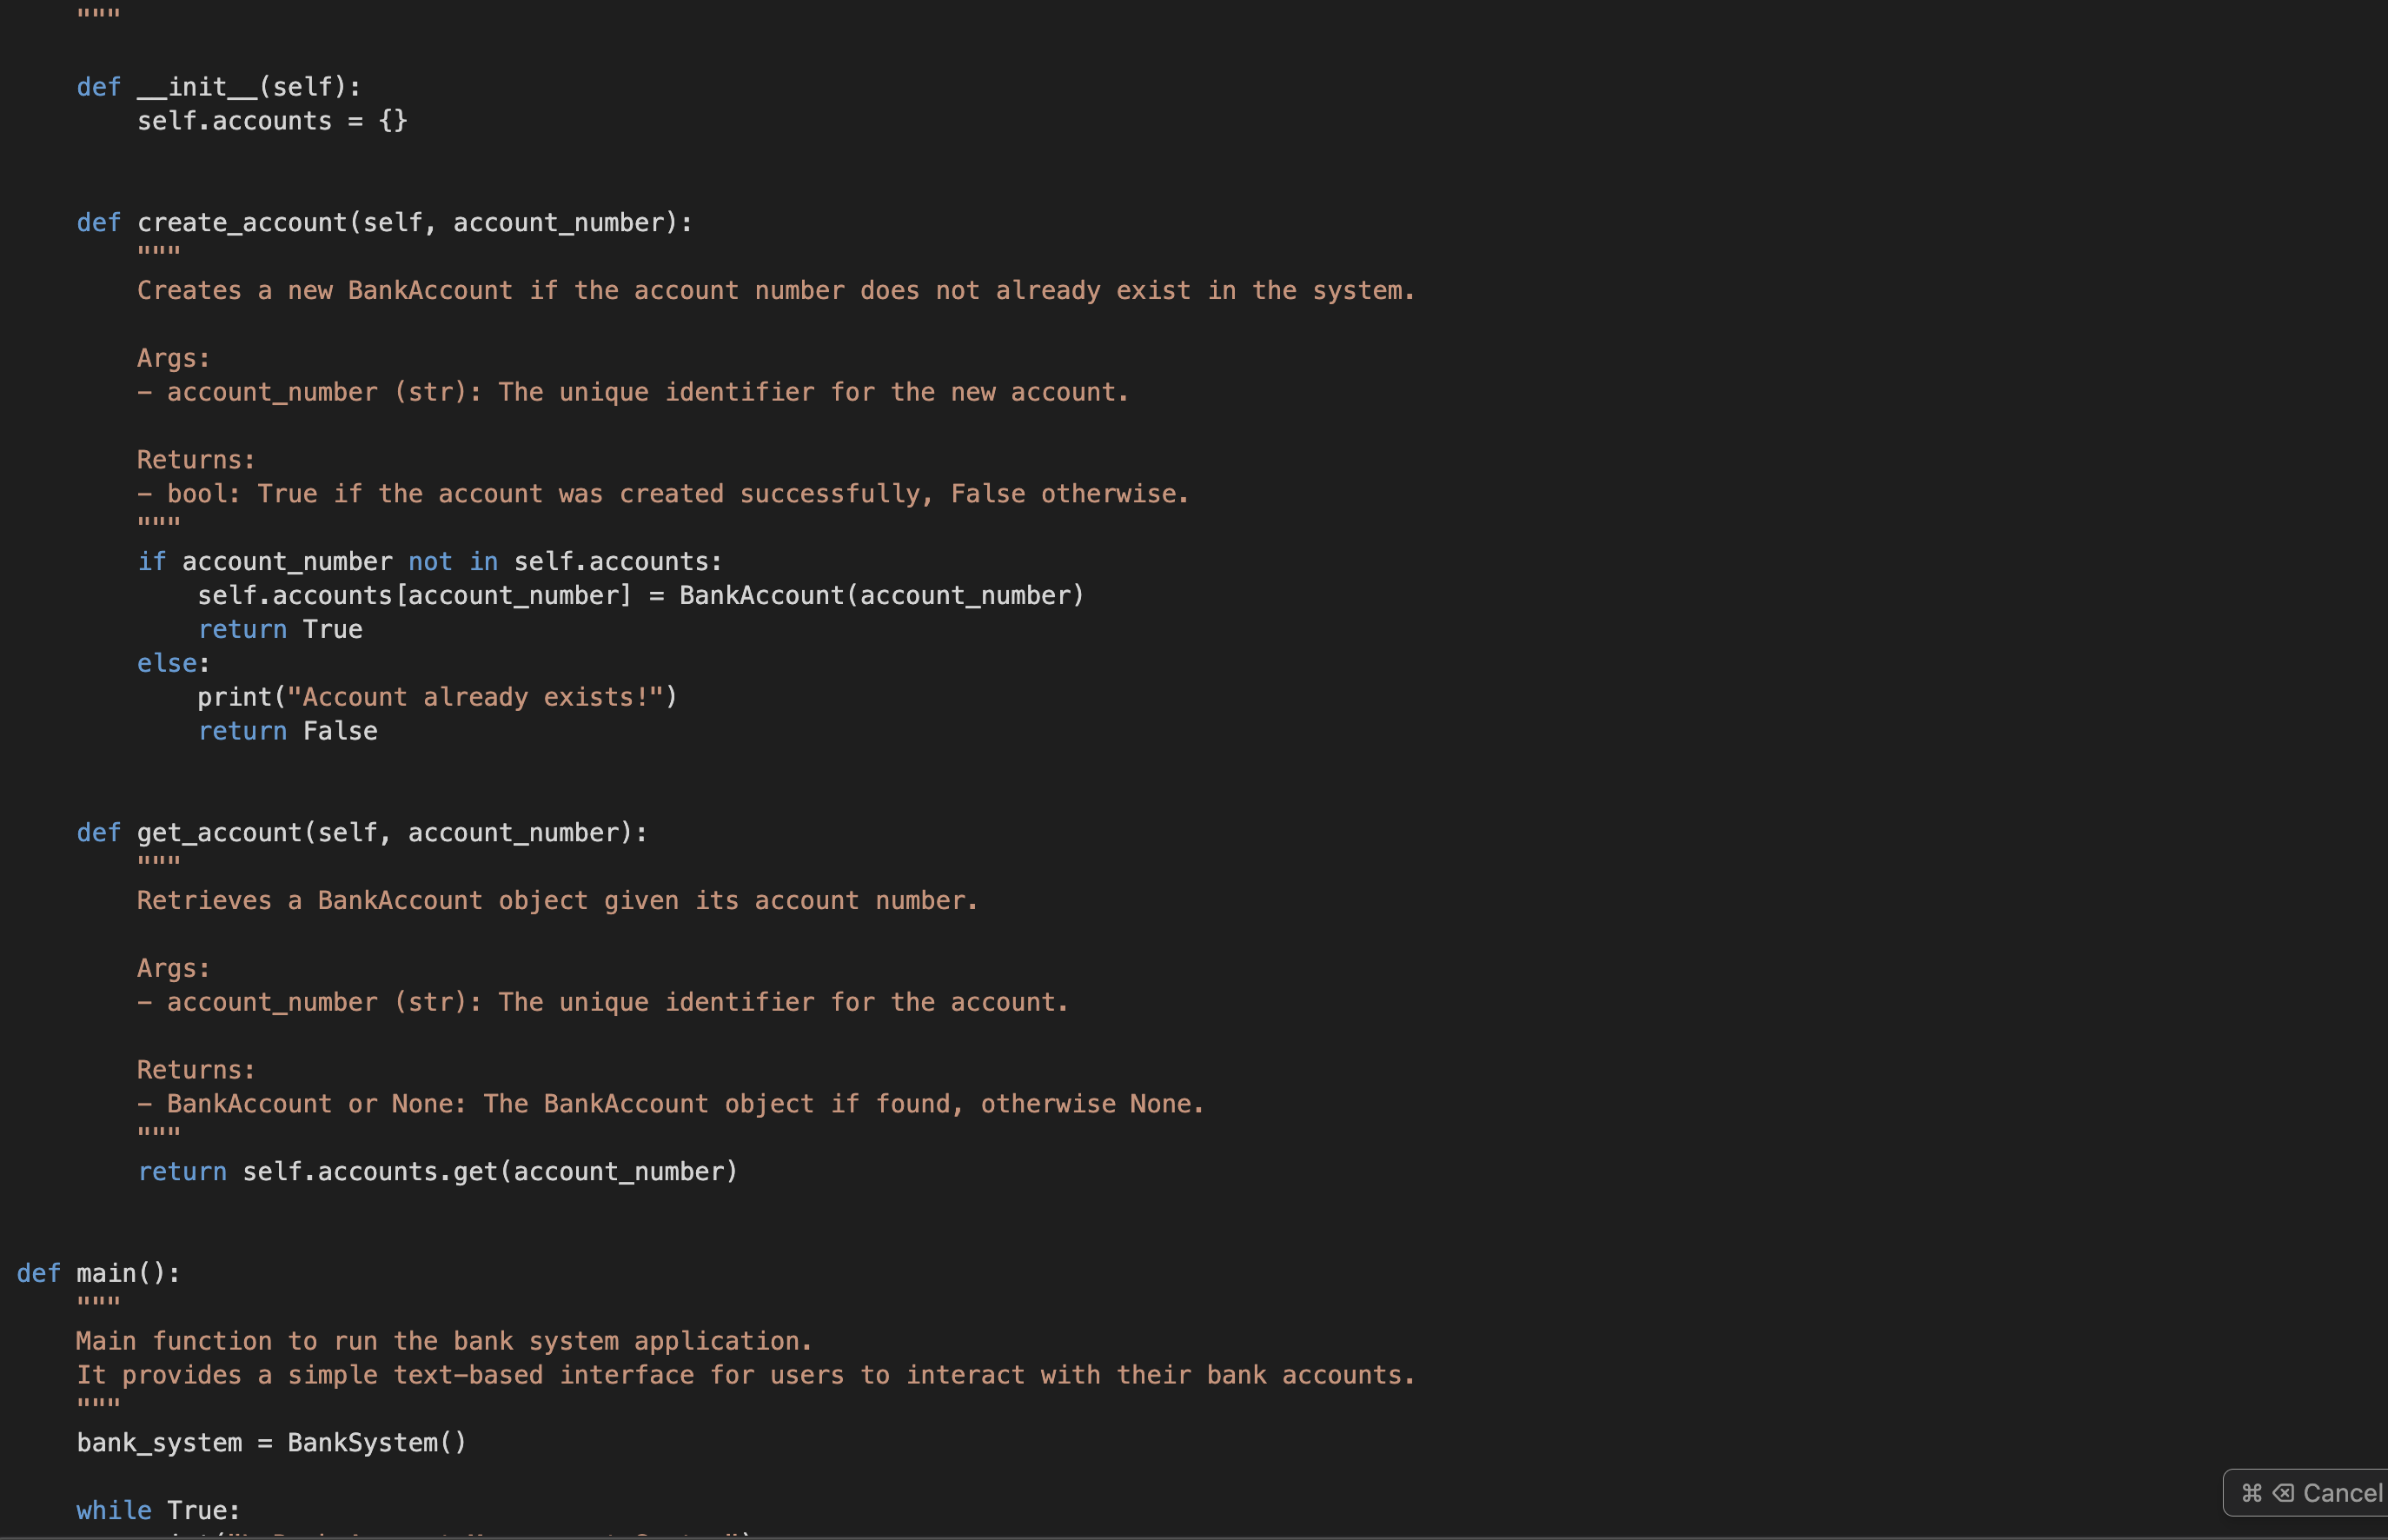 """
def __init__(self):
self.accounts = {}
def create_account(self, account_number):
"""
Creates a new BankAccount if the account number does not already exist in the system.
Args:
- account_number (str): The unique identifier for the new account.
Returns:
- bool: True if the account was created successfully, False otherwise.
"""
if account_number not in self.accounts:
self.accounts[account_number] = BankAccount(account_number)
return True
else:
print("Account already exists!")
return False
def get_account(self, account_number):
"""
Retrieves a BankAccount object given its account number.
Args:
- account_number (str): The unique identifier for the account.
Returns:
- BankAccount or None: The BankAccount object if found, otherwise None.
"""
return self.accounts.get(account_number)
def main():
"""
Main function to run the bank system application.
It provides a simple text-based interface for users to interact with their bank accounts.
"""
bank_system = BankSystem()
while True:
⌘ ⌫ Cancel